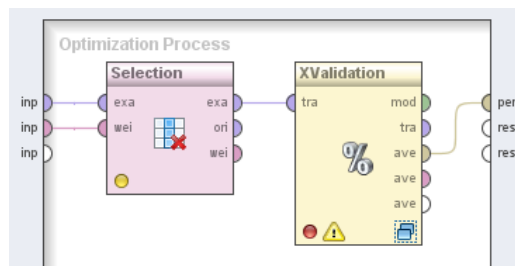 Optimization Process
Selection
XValidation
inp
exa
exa
tra
mod
per
inp
wei
ori
tra
res
inp
wei
%
ave
res
ave
ave